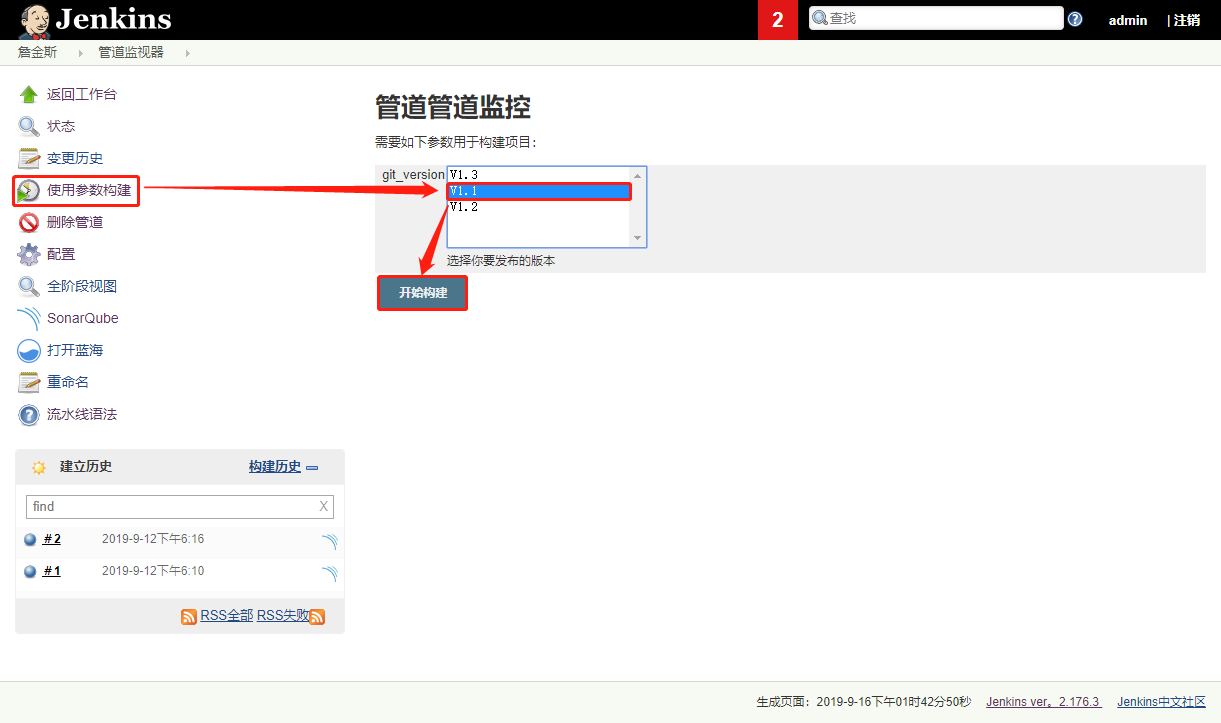 Jenkins
2
查找
admin
| 注销
詹金斯
管道监视器
返回工作台
状态
变更历史
使用参数构建
删除管道
配置
全阶段视图
SonarQube
打开蓝海
重命名
流水线语法
管道管道监控
需要如下参数用于构建项目:
git_version
V1.3
V1.1
V1.2
选择你要发布的版本
开始构建
建立历史
构建历史
find
X
#2
2019-9-12下午6:16
#1
2019-9-12下午6:10
RSS全部 RSS失败
生成页面: 2019-9-16下午01时42分50秒
Jenkins ver。2.176.3
Jenkins中文社区